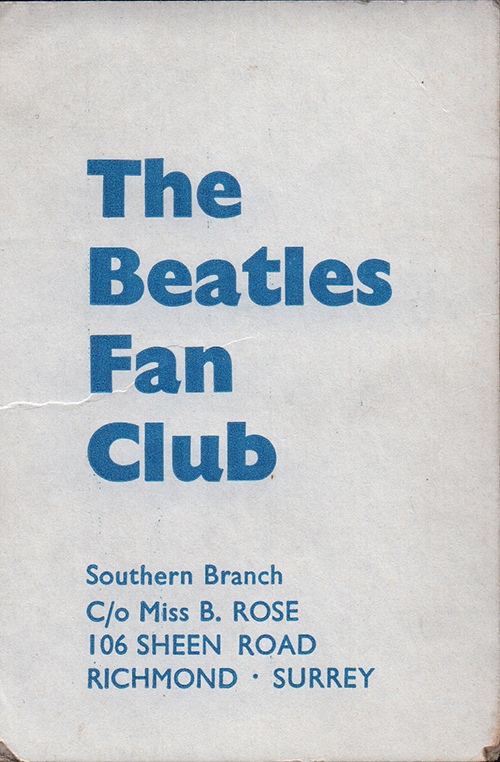 The
Beatles
Fan
Club
Southern Branch
C/o Miss B. ROSE
106 SHEEN ROAD
RICHMOND · SURREY